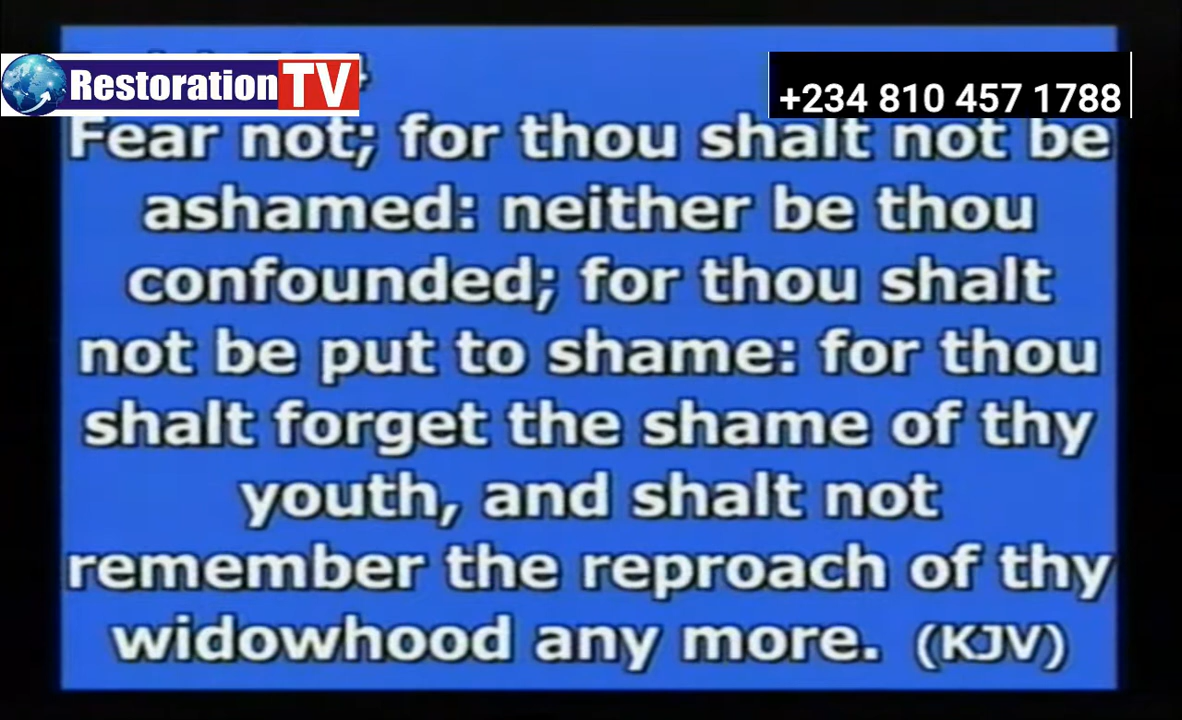 Restoration TV
+234 810 457 1788
Fear not; for thou shalt not be
ashamed: neither be thou
confounded; for thou shalt
not be put to shame: for thou
shalt forget the shame of thy
youth, and shalt not
remember the reproach of thy
widowhood any more. (KJV)